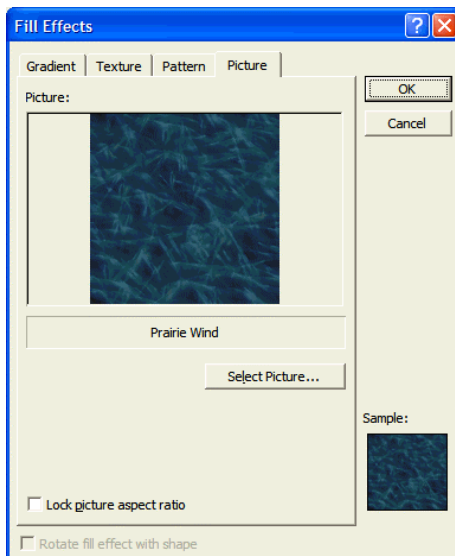 Fill Effects
Gradient Texture Pattern Picture
Picture:
OK
Cancel
Prairie Wind
Select Picture...
Sample:
Lock picture aspect ratio
Rotate fill effect with shape